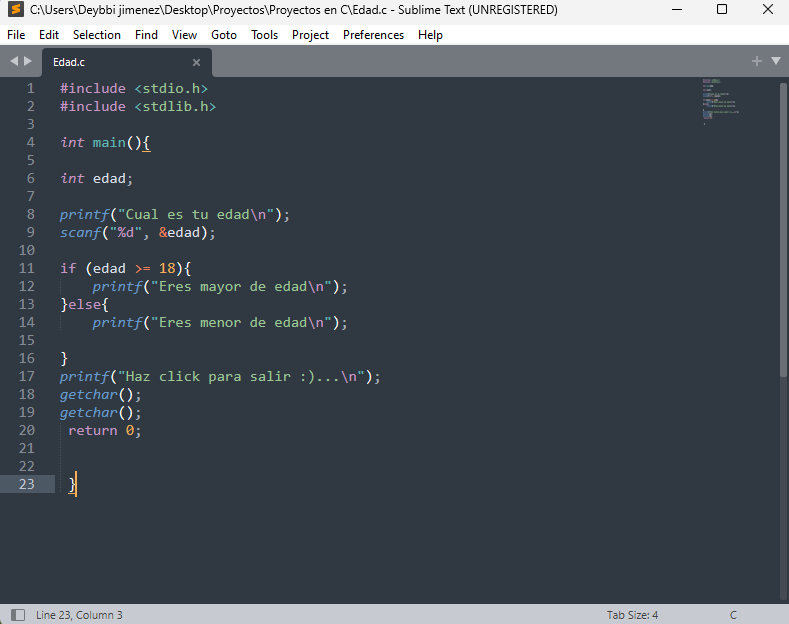 C:\Users\Deybbi jimenez\Desktop\Proyectos\Proyectos en C\Edad.c - Sublime Text (UNREGISTERED)
File Edit Selection Find View Goto Tools Project Preferences Help
Edad.c
1 #include <stdio.h>
2 #include <stdlib.h>
3
4 int main(){
5
6 int edad;
7
8 printf("Cual es tu edad\n");
9 scanf("%d", &edad);
10
11 if (edad >= 18){
12     printf("Eres mayor de edad\n");
13 }else{
14     printf("Eres menor de edad\n");
15
16 }
17 printf("Haz click para salir :)...\n");
18 getchar();
19 getchar();
20  return 0;
21
22
23  }
Line 23, Column 3 Tab Size: 4 C